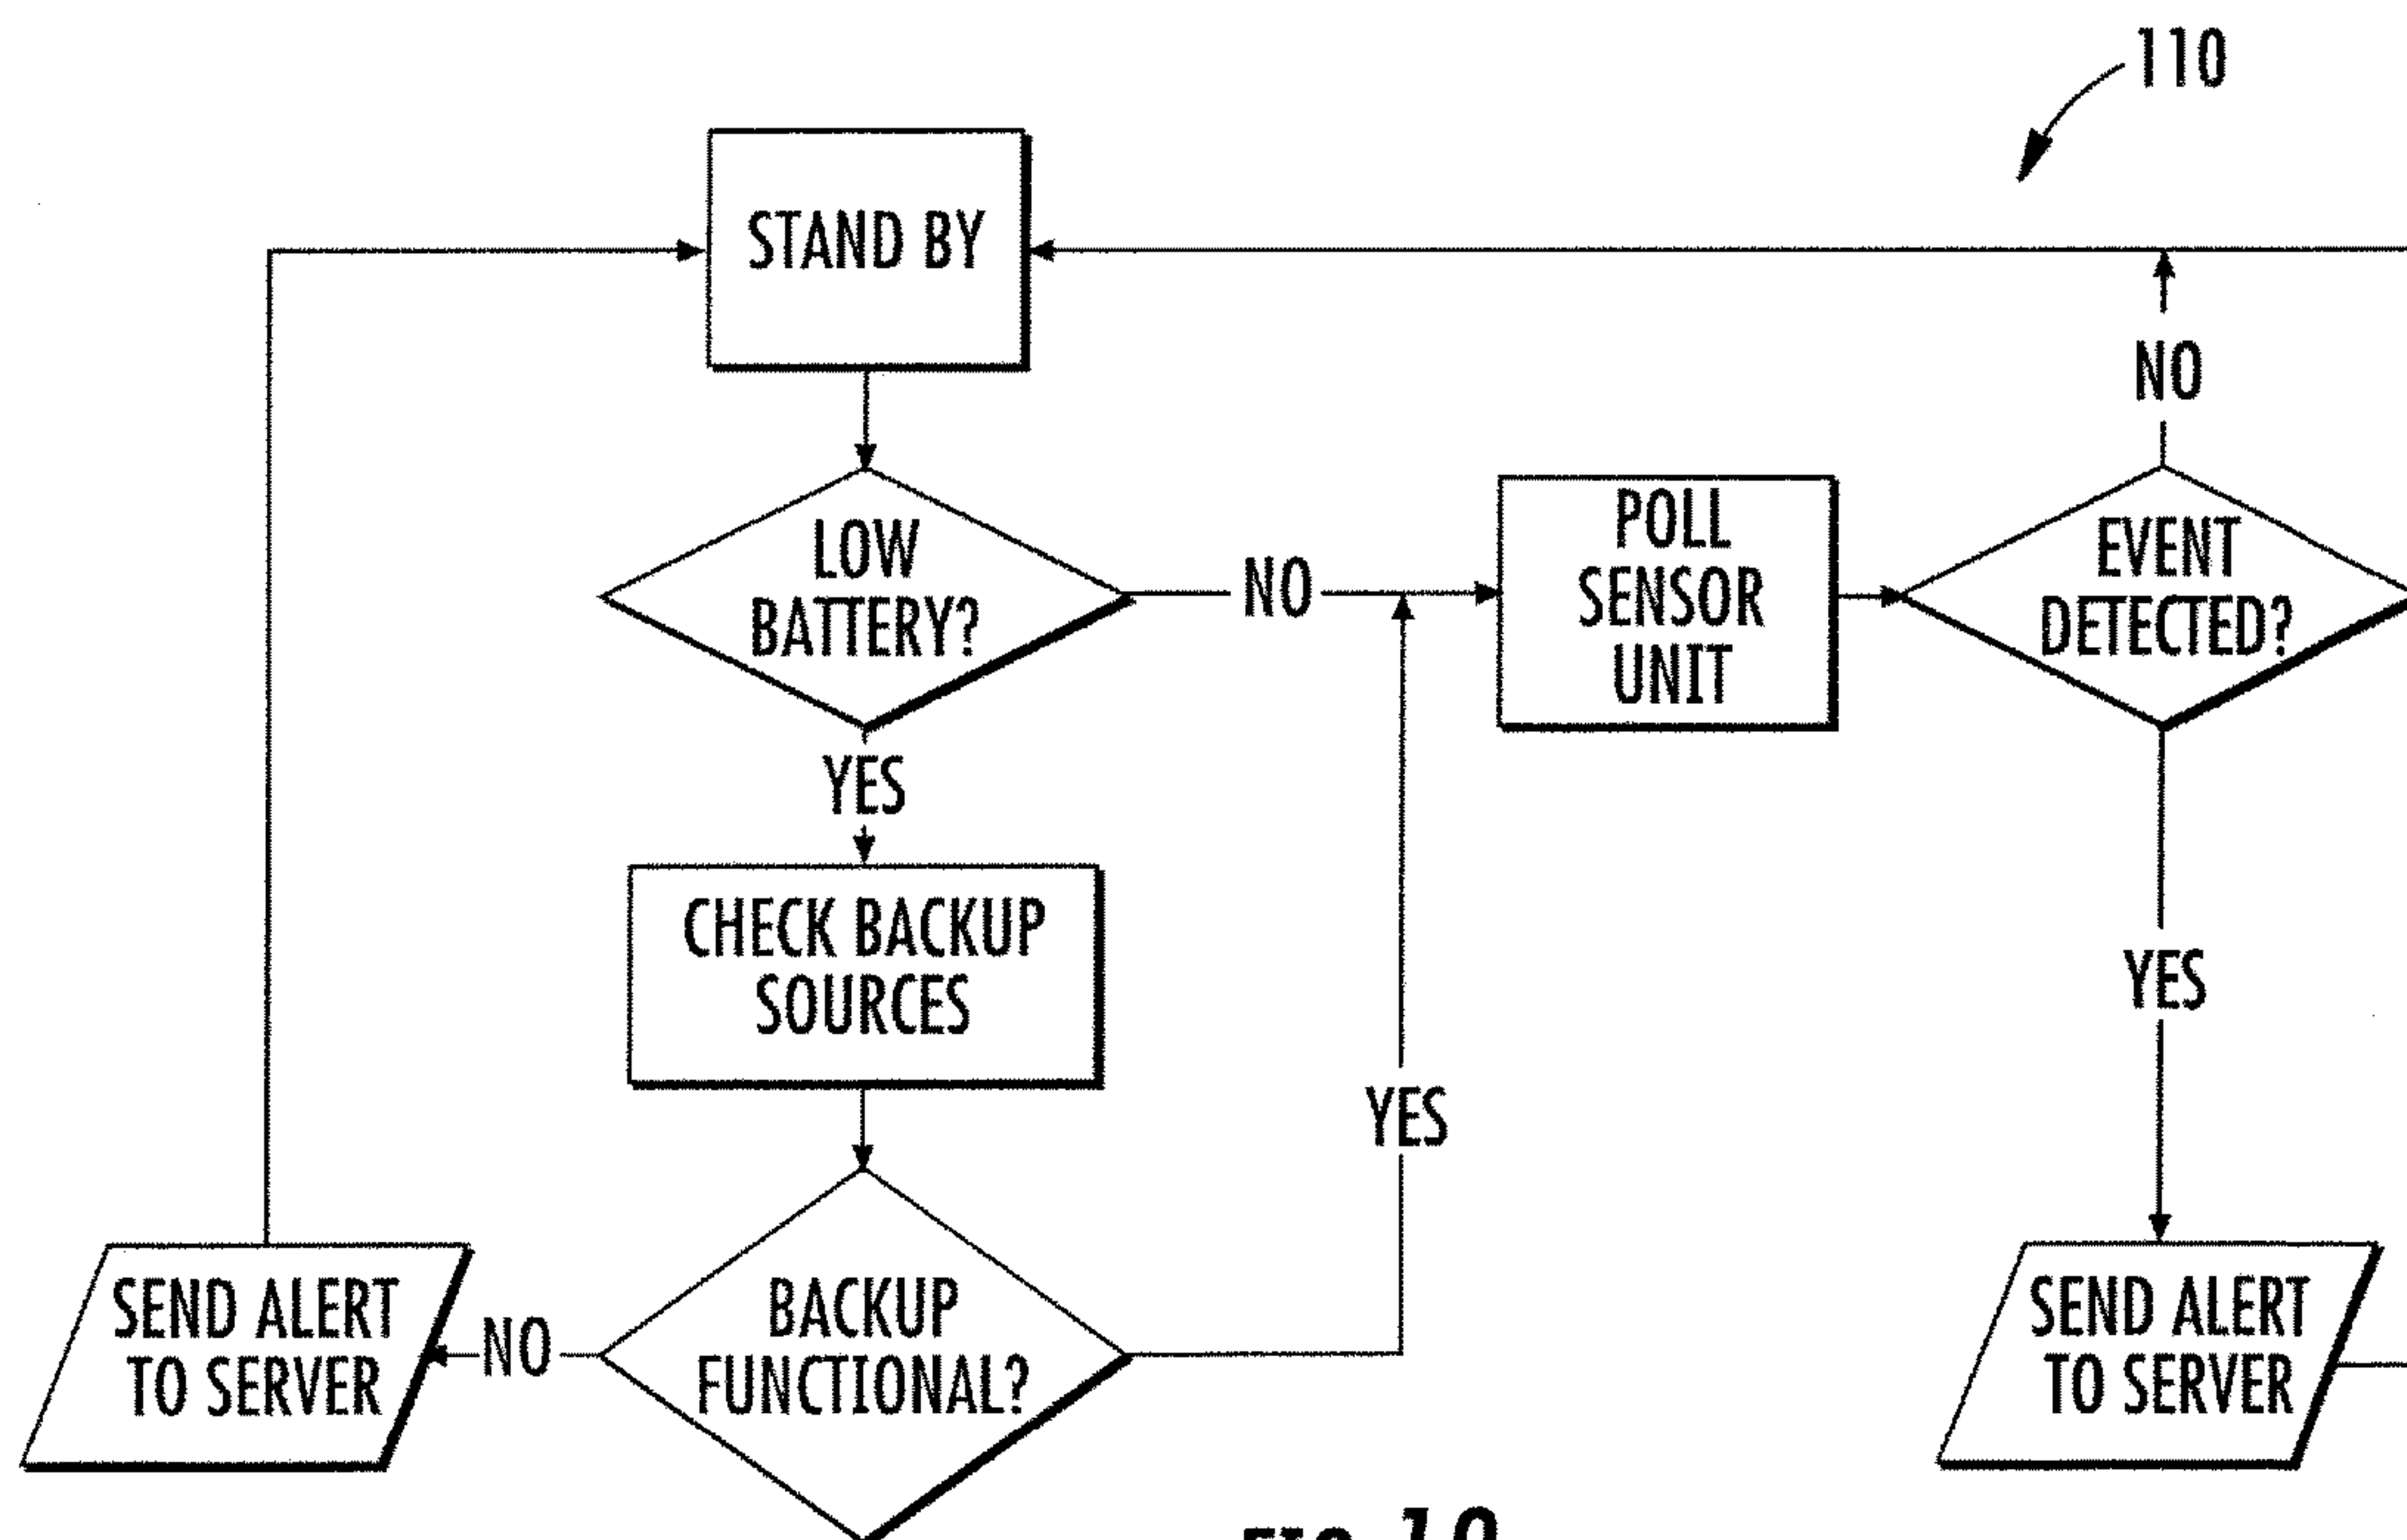 110
STAND BY
NO
LOW
BATTERY?
NO
POLL
SENSOR
UNIT
EVENT
DETECTED?
YES
CHECK BACKUP
SOURCES
YES
YES
SEND ALERT
TO SERVER
NO
BACKUP
FUNCTIONAL?
SEND ALERT
TO SERVER